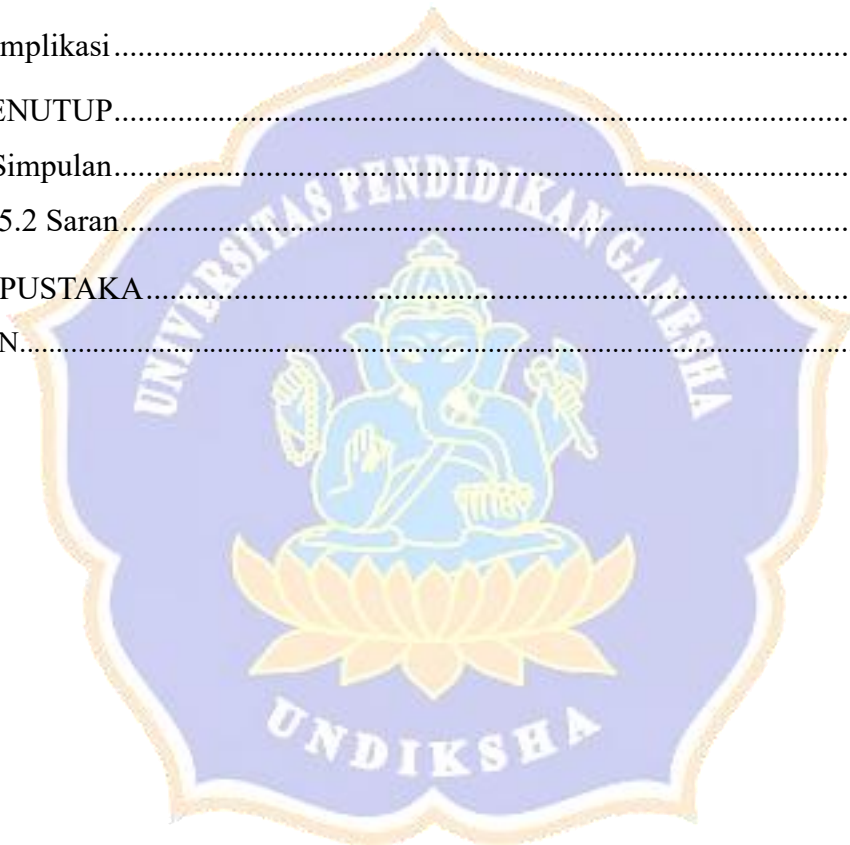 mplikasi................................................................................................
ENUTUP................................................................................................
Simpulan................................................................................................
5.2 Saran................................................................................................
PUSTAKA................................................................................................
N................................................................................................
UNIVERSITAS PENDIDIKAN GANESHA
UNDIKSHA